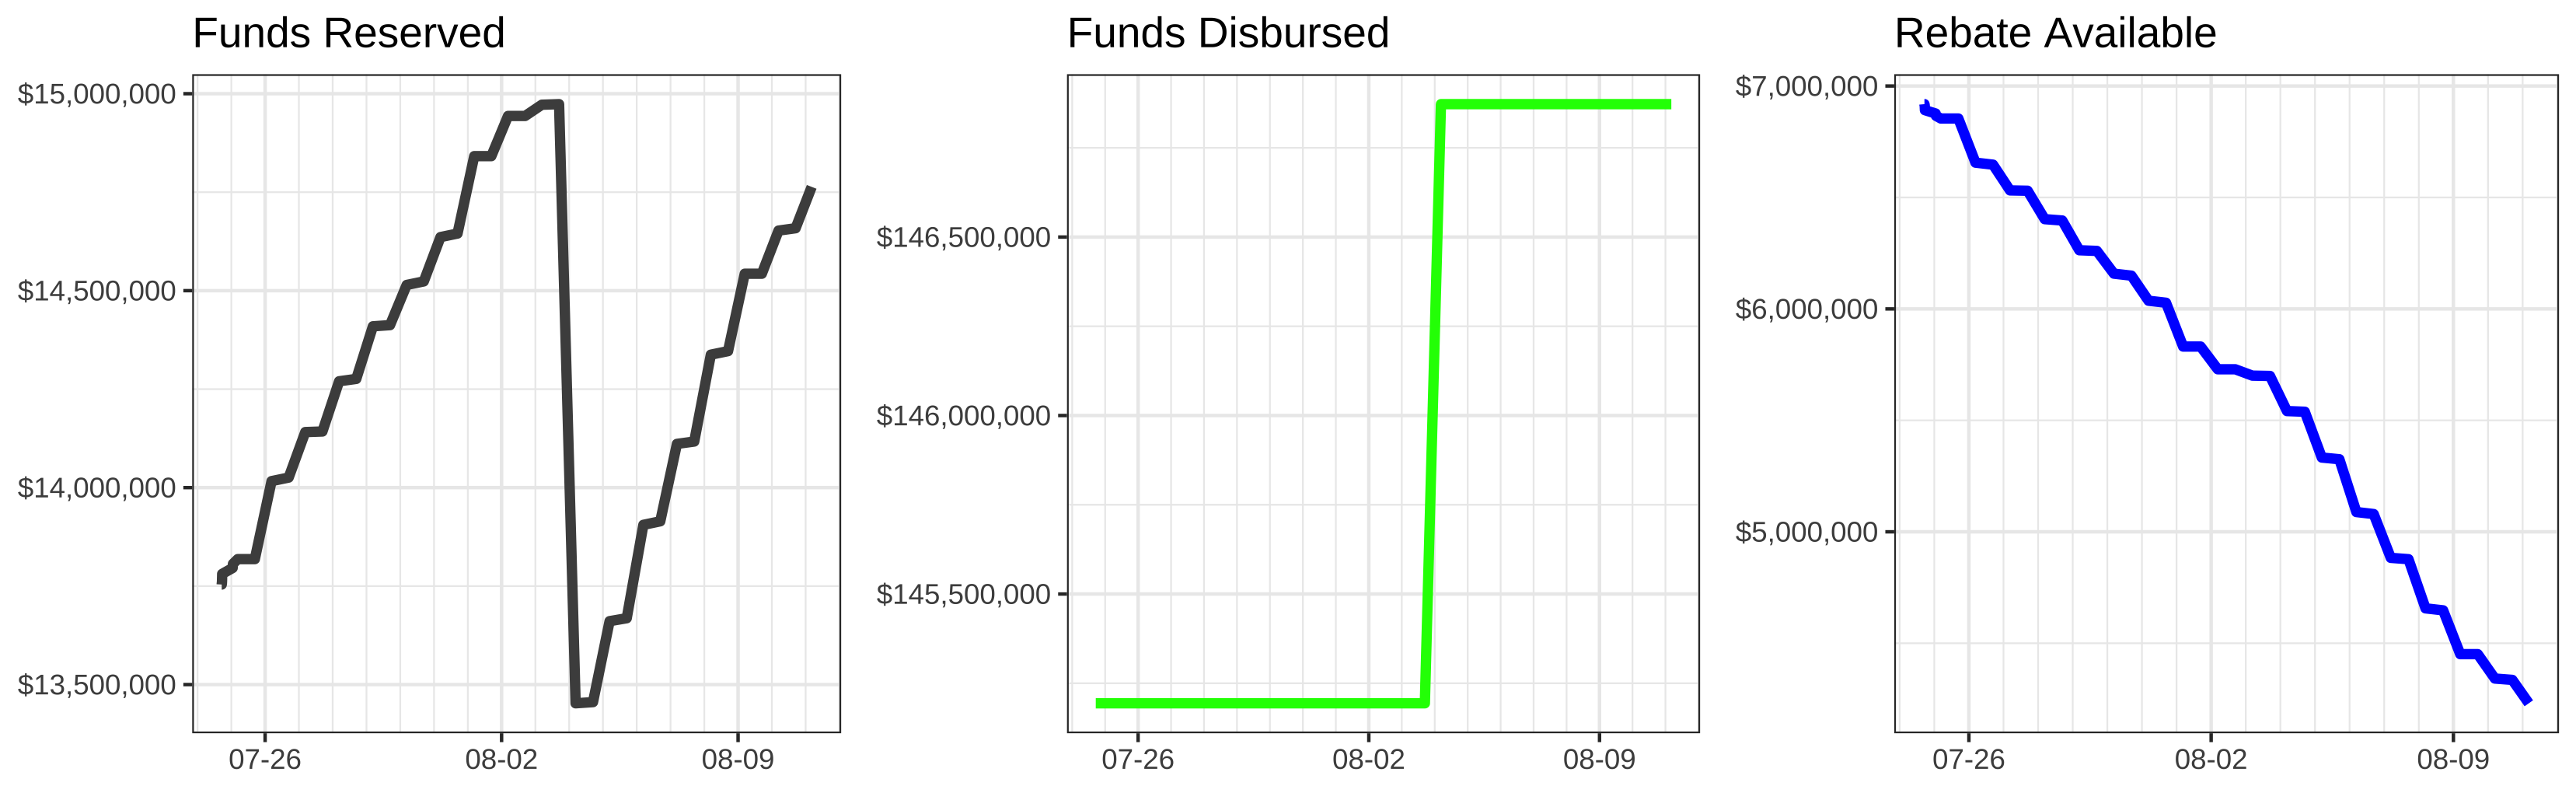 Funds Reserved
$15,000,000
$14,500,000
$14,000,000
$13,500,000
07-26 08-02 08-09
Funds Disbursed
$146,500,000
$146,000,000
$145,500,000
07-26 08-02 08-09
Rebate Available
$7,000,000
$6,000,000
$5,000,000
07-26 08-02 08-09